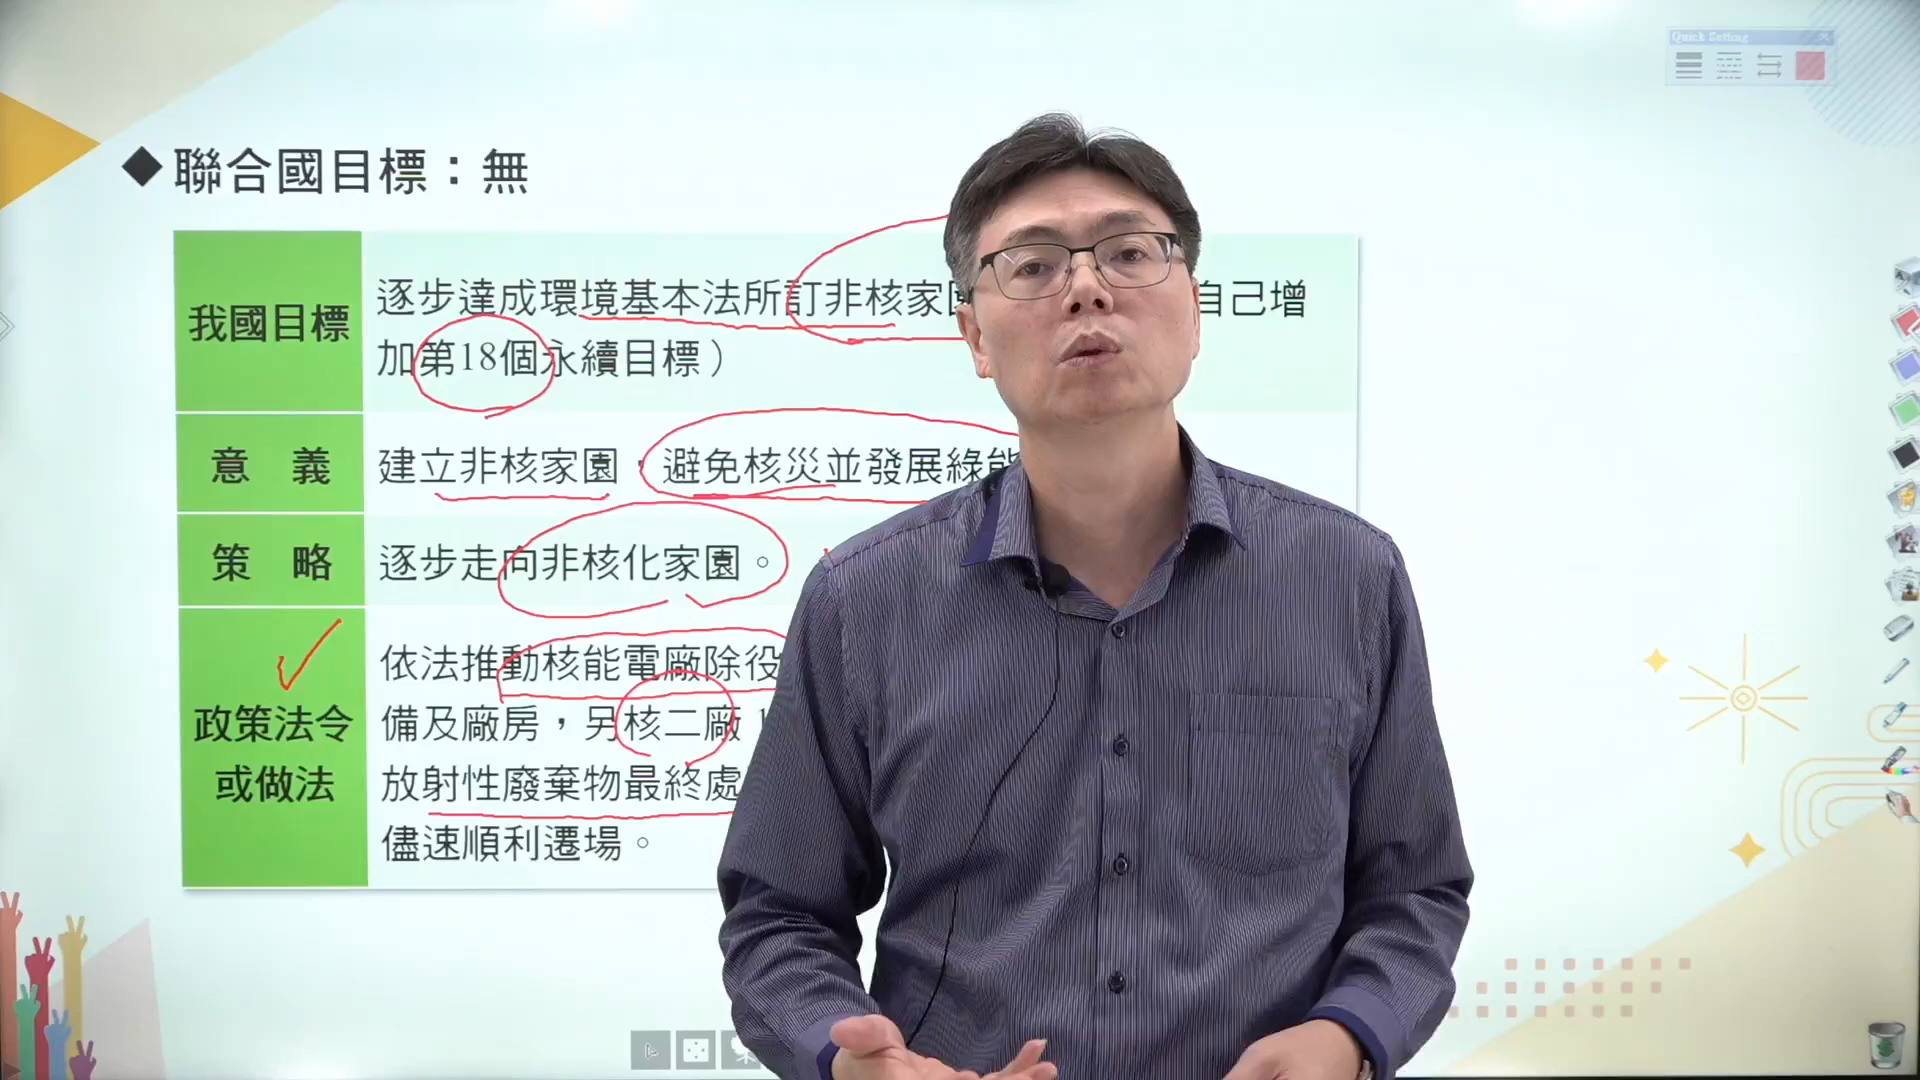 Quick Setting
◆聯合國目標：無
我國目標
逐步達成環境基本法所訂非核家
自己增
加第18個永續目標）
意義
建立非核家園，避免核災並發展綠能
策略
逐步走向非核化家園。
政策法令
或做法
依法推動核能電廠除役
備及廠房，另核二廠 1
放射性廢棄物最終處
儘速順利遷場。